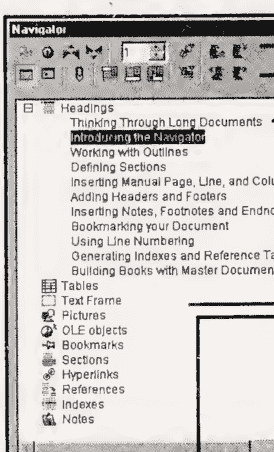 Navigator
1
Headings
Thinking Through Long Documents
Introducing the Navigator
Working with Outlines
Defining Sections
Inserting Manual Page, Line, and Colu
Adding Headers and Footers
Inserting Notes, Footnotes and Endno
Bookmarking your Document
Using Line Numbering
Generating Indexes and Reference Ta
Building Books with Master Documen
Tables
Text Frame
Pictures
OLE objects
Bookmarks
Sections
Hyperlinks
References
Indexes
Notes